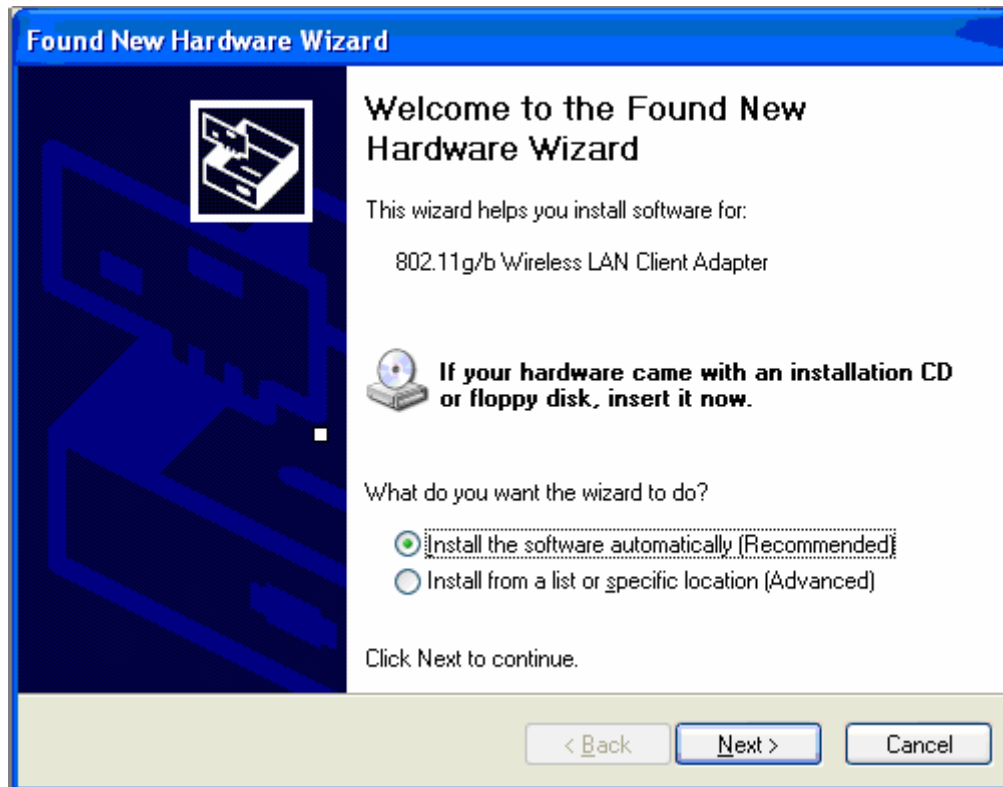 Found New Hardware Wizard
Welcome to the Found New
Hardware Wizard
This wizard helps you install software for:
802.11g/b Wireless LAN Client Adapter
If your hardware came with an installation CD
or floppy disk, insert it now.
What do you want the wizard to do?
Install the software automatically (Recommended)
Install from a list or specific location (Advanced)
Click Next to continue.
< Back Next > Cancel